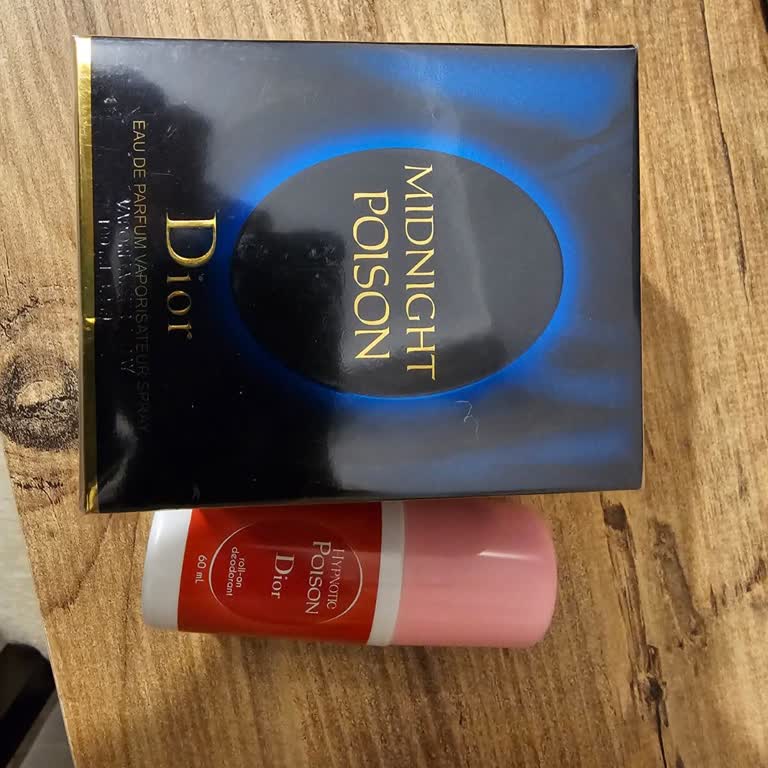 MIDNIGHT
POISON
Dior
EAU DE PARFUM VAPORISATEUR SPRAY
HYPNOTIC
POISON
Dior
roll-on
deodorant
60 mL